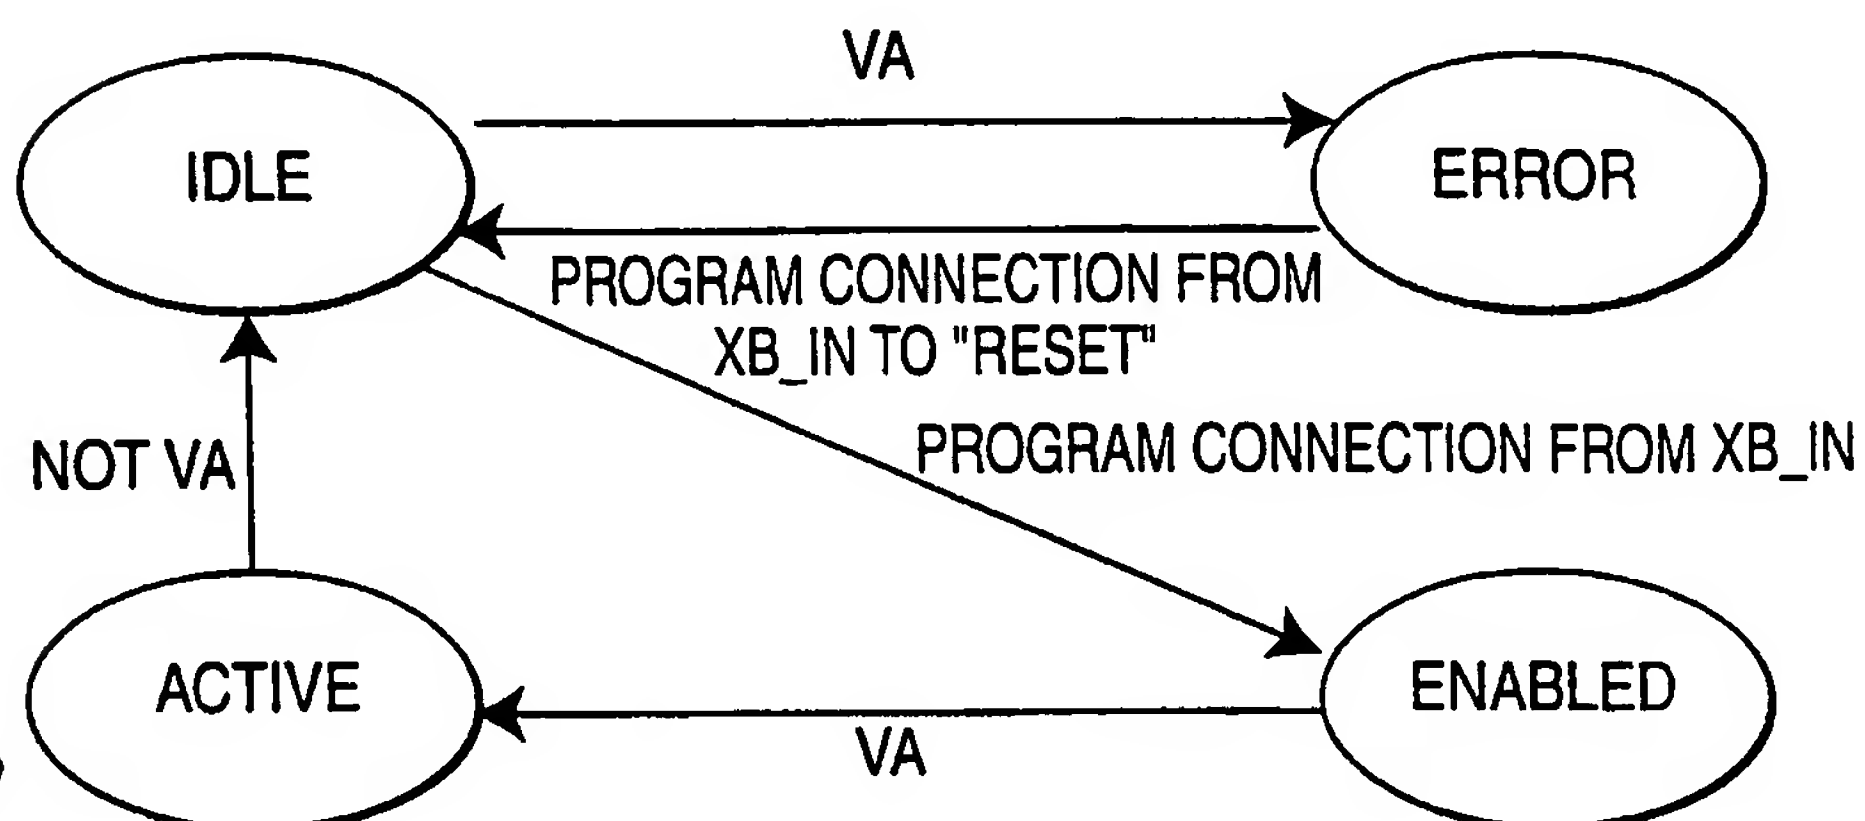 VA
IDLE
ERROR
PROGRAM CONNECTION FROM
XB_IN TO "RESET"
PROGRAM CONNECTION FROM XB_IN
NOT VA
ACTIVE
ENABLED
VA